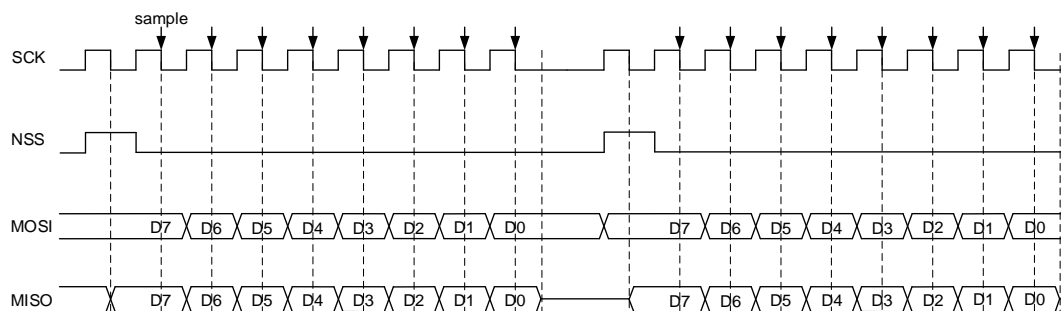 sample
SCK
NSS
MOSI D7 D6 D5 D4 D3 D2 D1 D0 D7 D6 D5 D4 D3 D2 D1 D0
MISO D7 D6 D5 D4 D3 D2 D1 D0 D7 D6 D5 D4 D3 D2 D1 D0